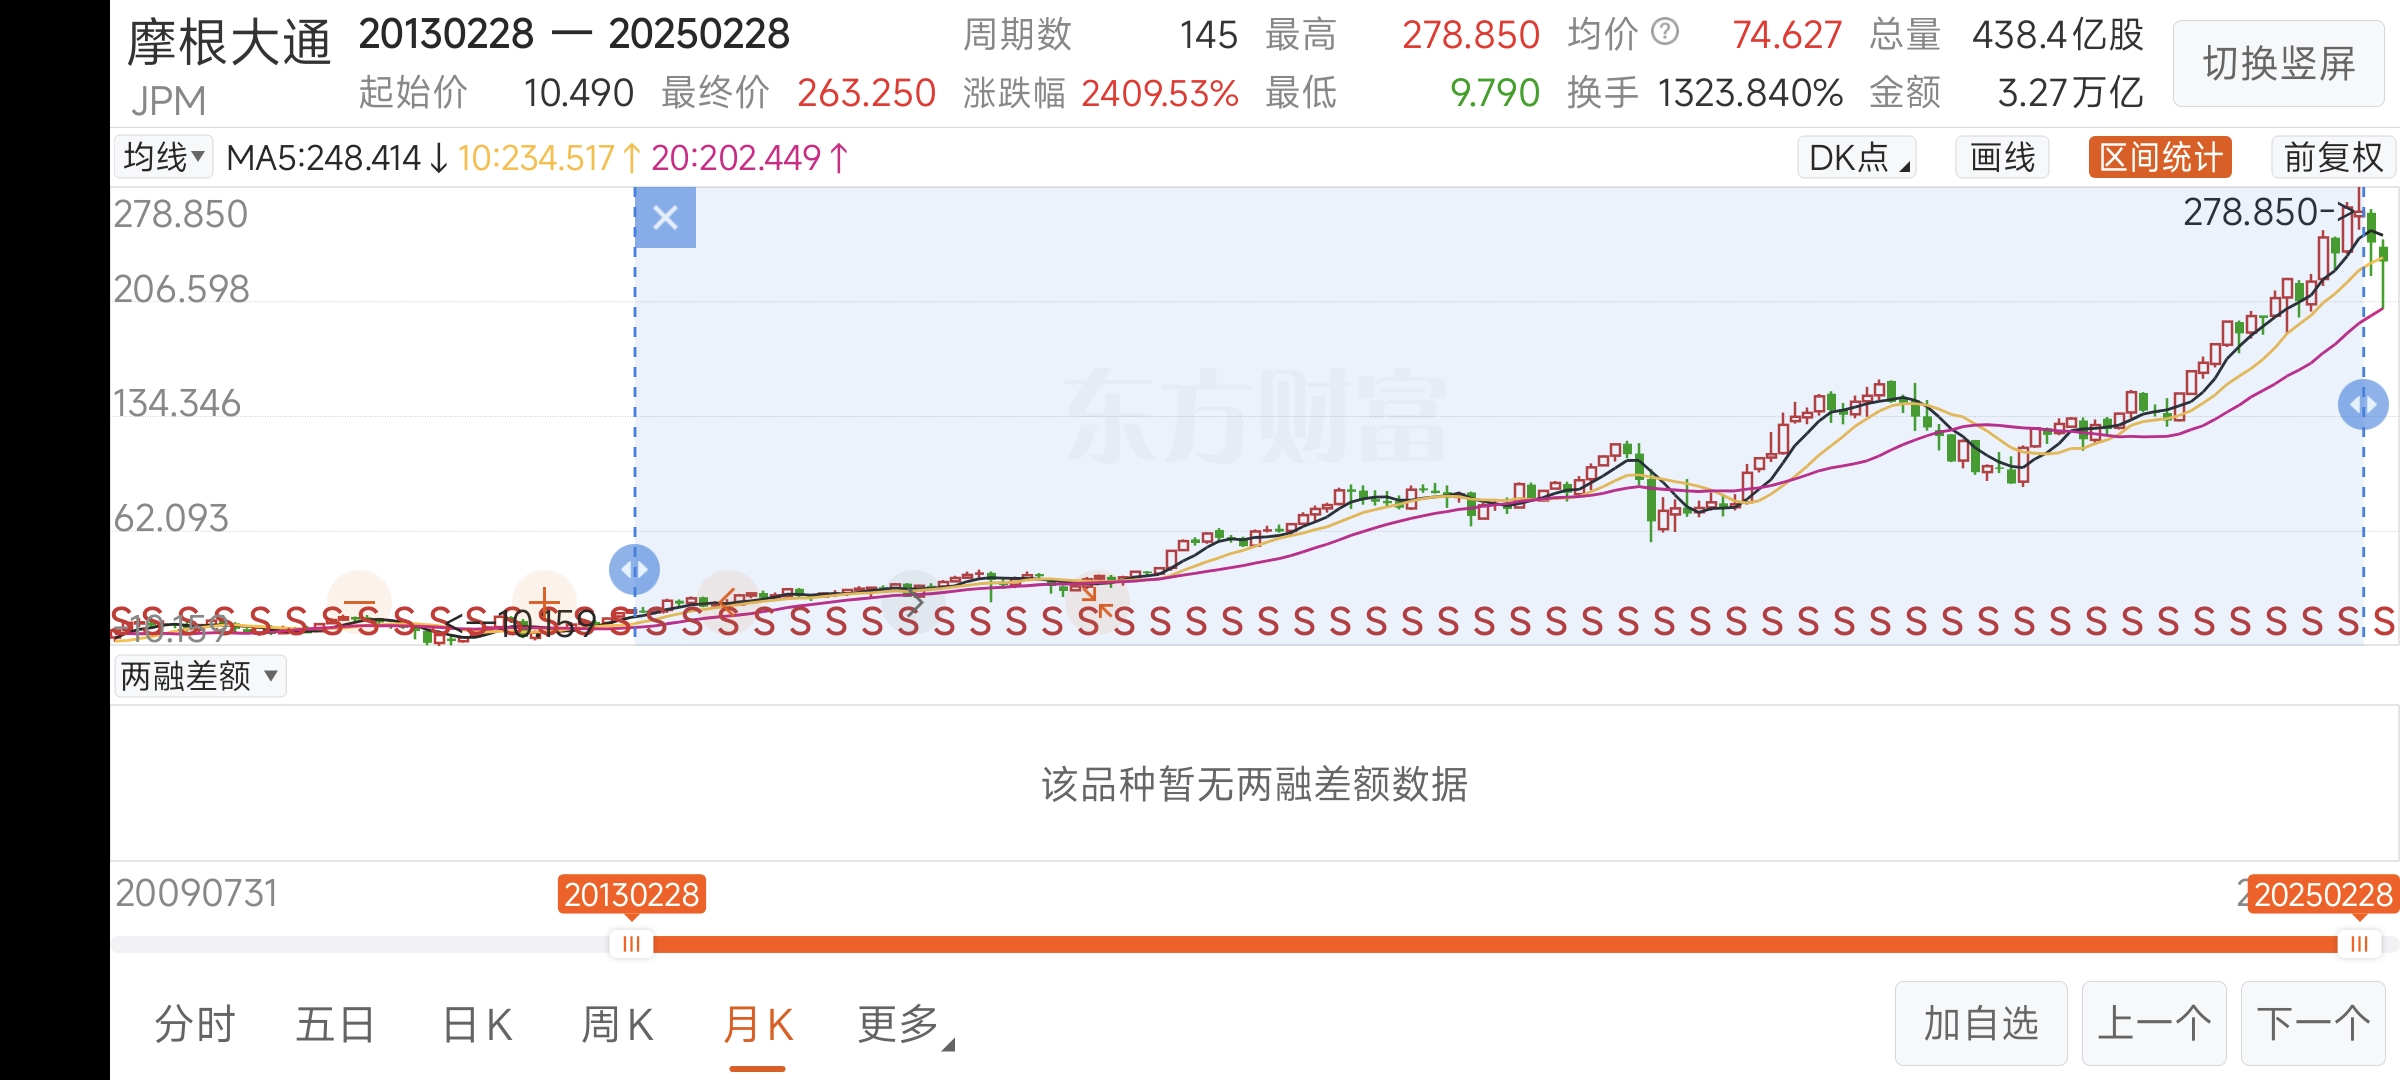 摩根大通 20130228 — 20250228 周期数 145 最高 278.850 均价 ? 74.627 总量 438.4亿股 切换竖屏
JPM 起始价 10.490 最终价 263.250 涨跌幅 2409.53% 最低 9.790 换手 1323.840% 金额 3.27万亿
均线 MA5:248.414↓ 10:234.517↑ 20:202.449↑ DK点 画线 区间统计 前复权
278.850
278.850
206.598
东方财富
134.346
62.093
-10.159
<--10.159
S S S S S S S S S S S S S S S S S S S S S S S S S S S S S S S S S S S S S S S S S S S S S S S S S S S S S S S S S S S S S S S S
两融差额
该品种暂无两融差额数据
20090731 20130228 20250228
分时 五日 日K 周K 月K 更多 加自选 上一个 下一个